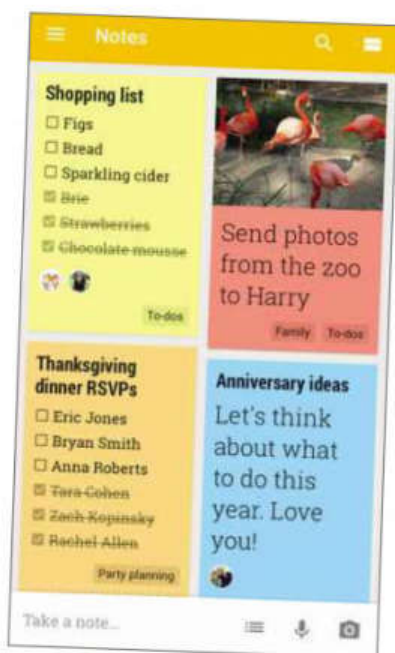 Notes
Shopping list
Figs
Bread
Sparkling cider
Brie
Strawberries
Chocolate mousse
To-dos
Send photos
from the zoo
to Harry
Family To-dos
Thanksgiving
dinner RSVPs
Eric Jones
Bryan Smith
Anna Roberts
Tara Cohen
Zach Kopinsky
Rachel Allen
Party planning
Anniversary ideas
Let's think
about what
to do this
year. Love
you!
Take a note...